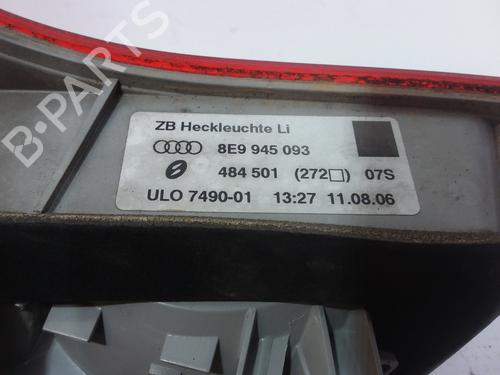 B-PARTS
ZB Heckleuchte Li
8E9 945 093
484 501 (272□) 07S
ULO 7490-01 13:27 11.08.06